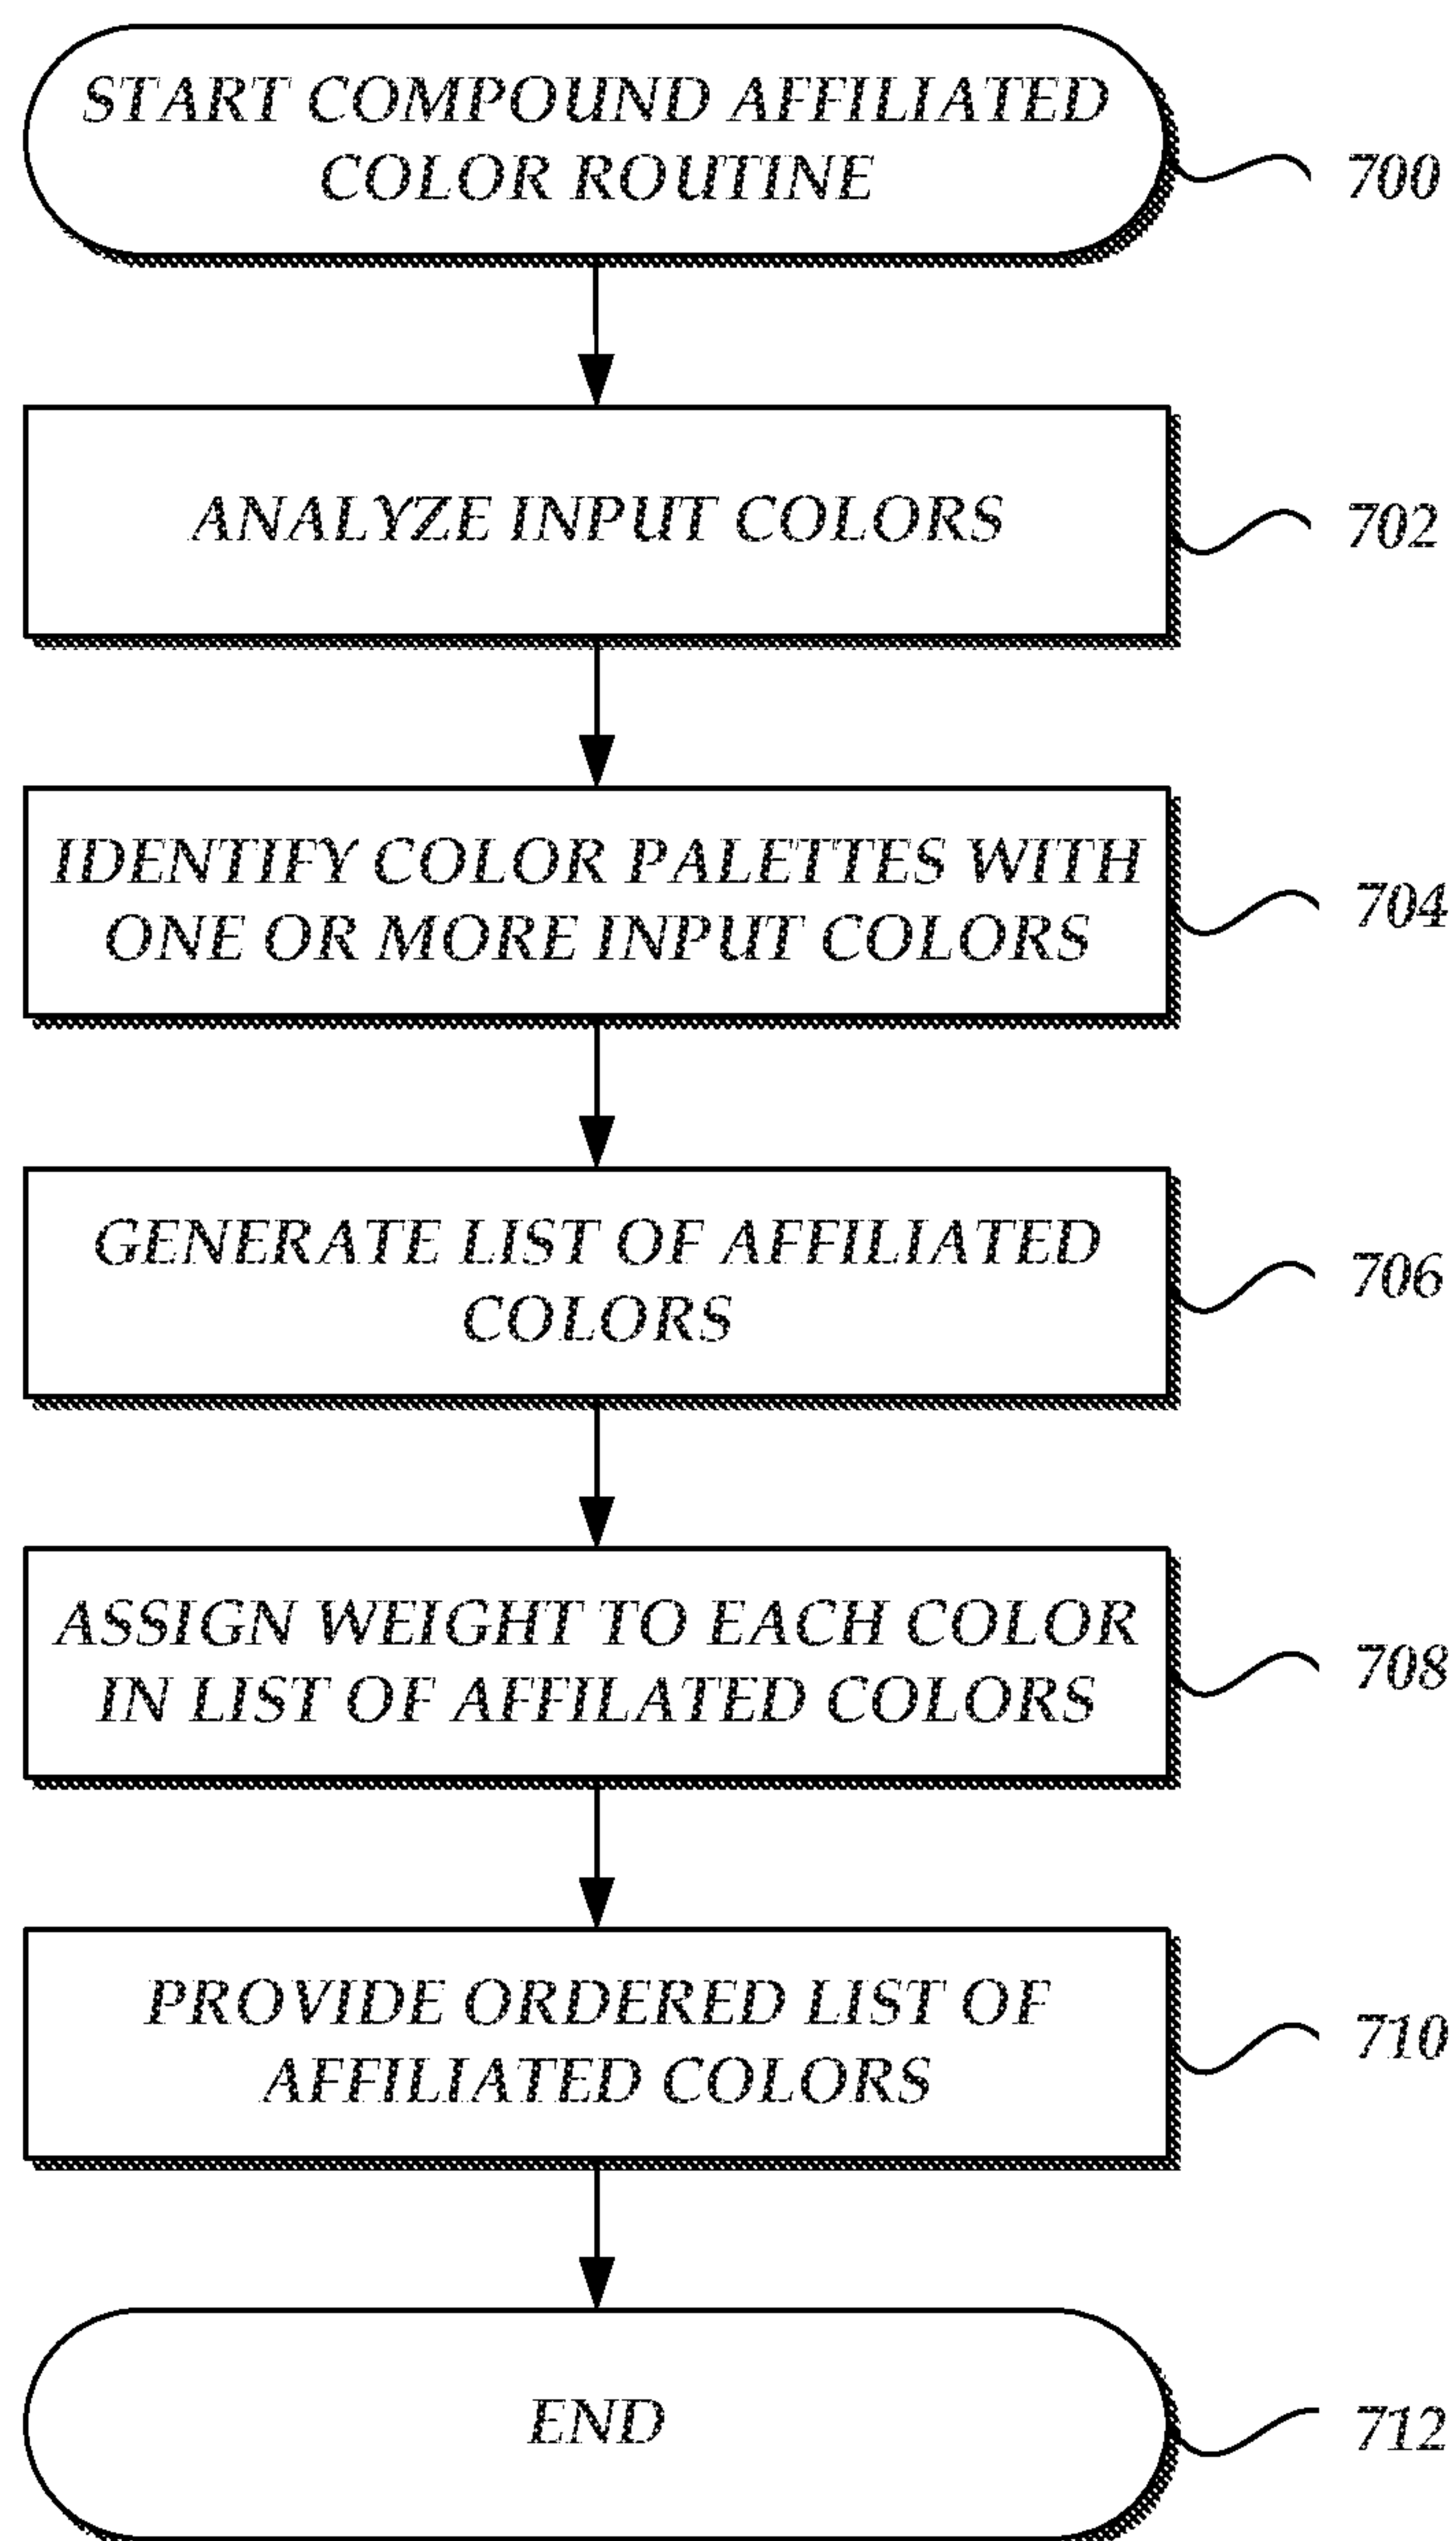 START COMPOUND AFFILIATED
COLOR ROUTINE
700
ANALYZE INPUT COLORS
702
IDENTIFY COLOR PALETTES WITH
ONE OR MORE INPUT COLORS
704
GENERATE LIST OF AFFILIATED
COLORS
706
ASSIGN WEIGHT TO EACH COLOR
IN LIST OF AFFILATED COLORS
708
PROVIDE ORDERED LIST OF
AFFILIATED COLORS
710
END
712